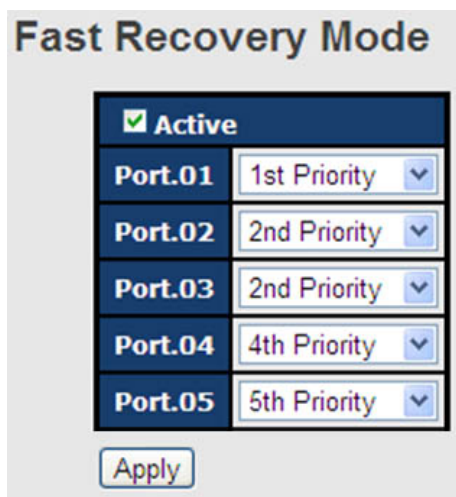 Fast Recovery Mode
Active
Port.01 1st Priority
Port.02 2nd Priority
Port.03 2nd Priority
Port.04 4th Priority
Port.05 5th Priority
Apply